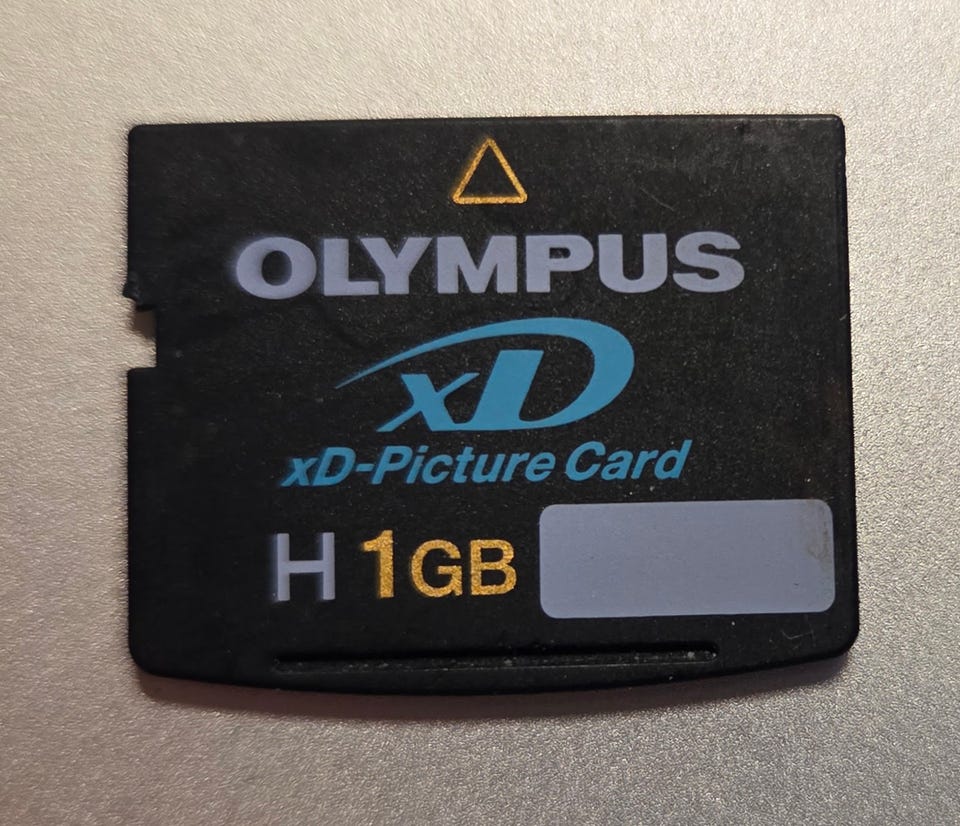 OLYMPUS
xD
xD-Picture Card
H 1GB